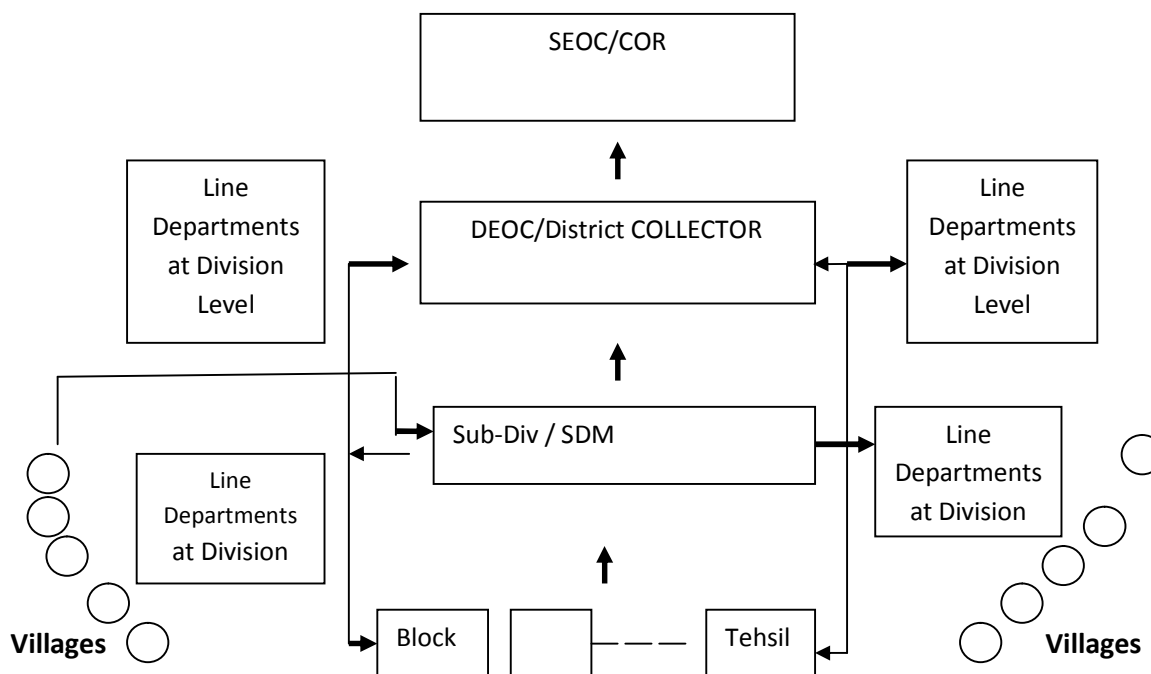 SEOC/COR
Line
Departments
at Division
Level
DEOC/District COLLECTOR
Line
Departments
at Division
Level
Sub-Div / SDM
Line
Departments
at Division
Line
Departments
at Division
Villages
Block
Tehsil
Villages